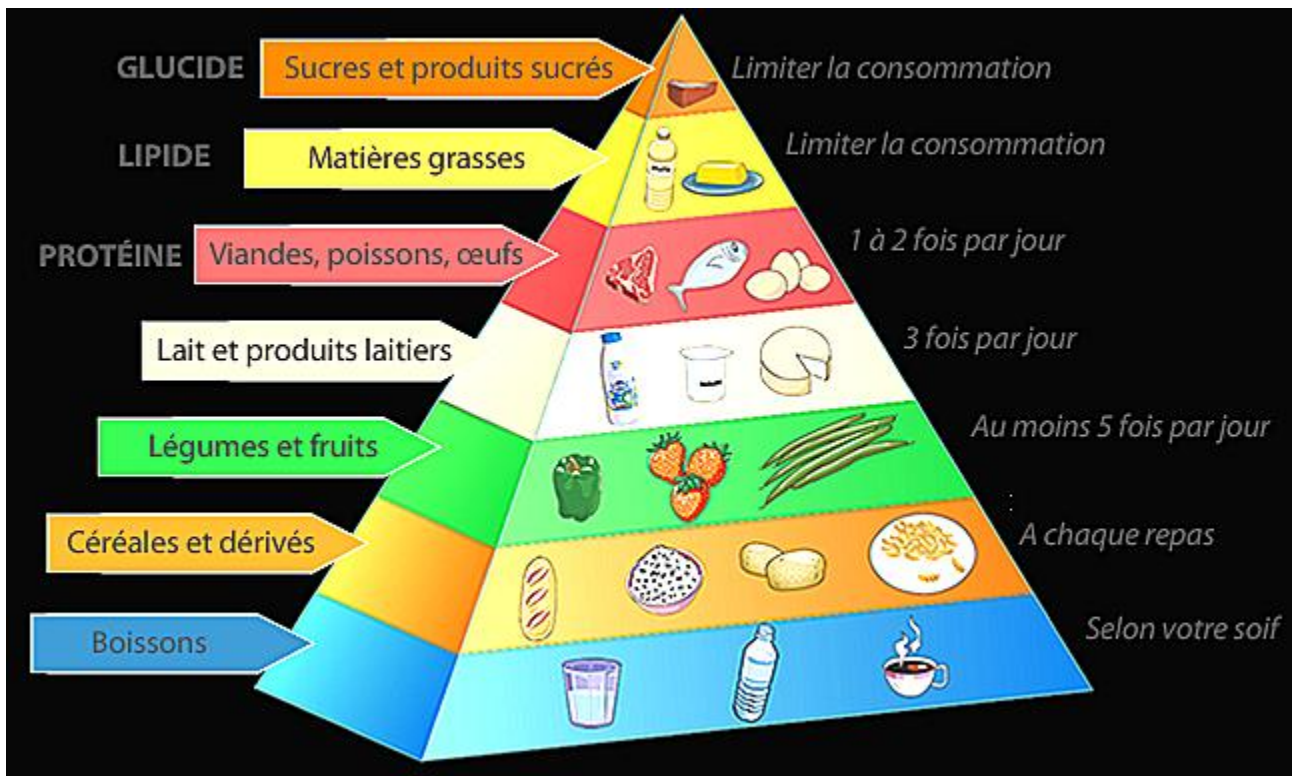 GLUCIDE Sucres et produits sucrés Limiter la consommation
LIPIDE Matières grasses Limiter la consommation
PROTÉINE Viandes, poissons, œufs 1 à 2 fois par jour
Lait et produits laitiers 3 fois par jour
Légumes et fruits Au moins 5 fois par jour
Céréales et dérivés A chaque repas
Boissons Selon votre soif